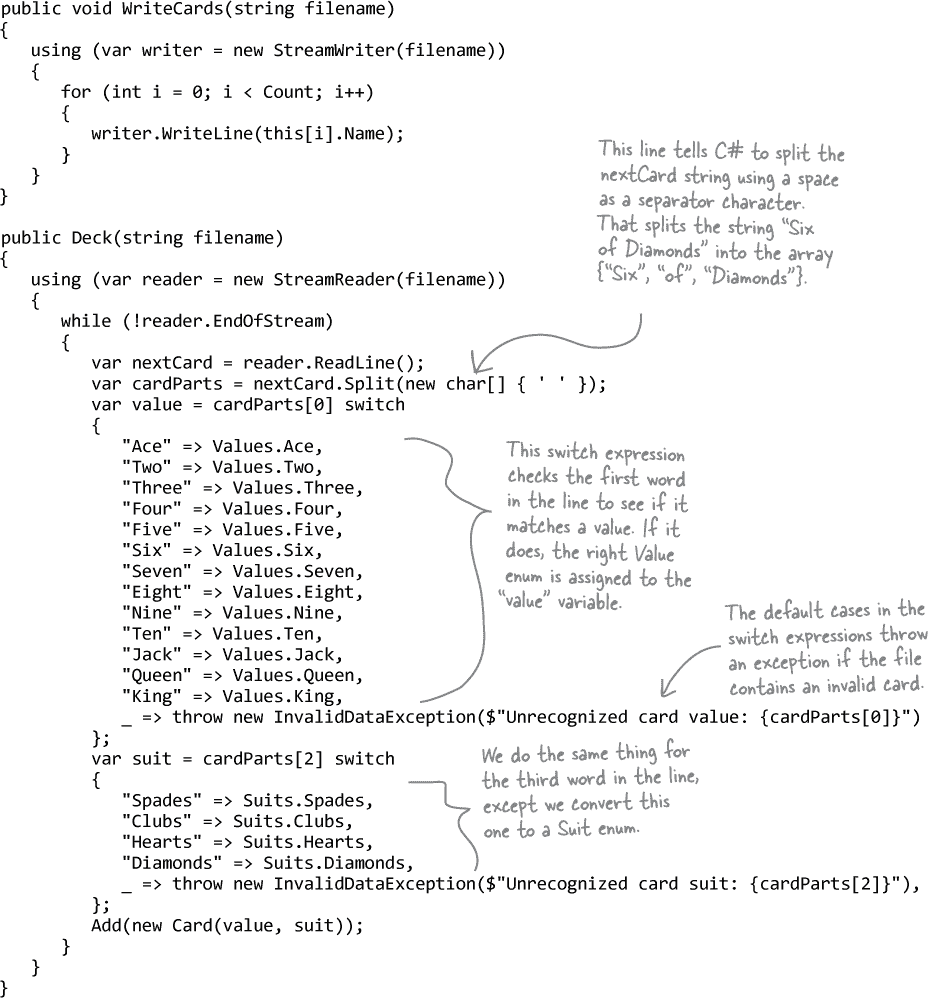 public void WriteCards(string filename)
{
using (var writer = new StreamWriter(filename))
{
for (int i = 0; i < Count; i++)
{
writer.WriteLine(this[i].Name);
}
}
}
This line tells C# to split the
nextCard string using a space
as a separator character.
That splits the string “Six
of Diamonds” into the array
{“Six”, “of”, “Diamonds”}.
public Deck(string filename)
{
using (var reader = new StreamReader(filename))
{
while (!reader.EndOfStream)
{
var nextCard = reader.ReadLine();
var cardParts = nextCard.Split(new char[] { ' ' });
var value = cardParts[0] switch
{
"Ace" => Values.Ace,
"Two" => Values.Two,
"Three" => Values.Three,
"Four" => Values.Four,
"Five" => Values.Five,
"Six" => Values.Six,
"Seven" => Values.Seven,
"Eight" => Values.Eight,
"Nine" => Values.Nine,
"Ten" => Values.Ten,
"Jack" => Values.Jack,
"Queen" => Values.Queen,
"King" => Values.King,
_ => throw new InvalidDataException($"Unrecognized card value: {cardParts[0]}")
};
This switch expression
checks the first word
in the line to see if it
matches a value. If it
does, the right Value
enum is assigned to the
“value” variable.
The default cases in the
switch expressions throw
an exception if the file
contains an invalid card.
var suit = cardParts[2] switch
{
"Spades" => Suits.Spades,
"Clubs" => Suits.Clubs,
"Hearts" => Suits.Hearts,
"Diamonds" => Suits.Diamonds,
_ => throw new InvalidDataException($"Unrecognized card suit: {cardParts[2]}"),
};
We do the same thing for
the third word in the line,
except we convert this
one to a Suit enum.
Add(new Card(value, suit));
}
}
}